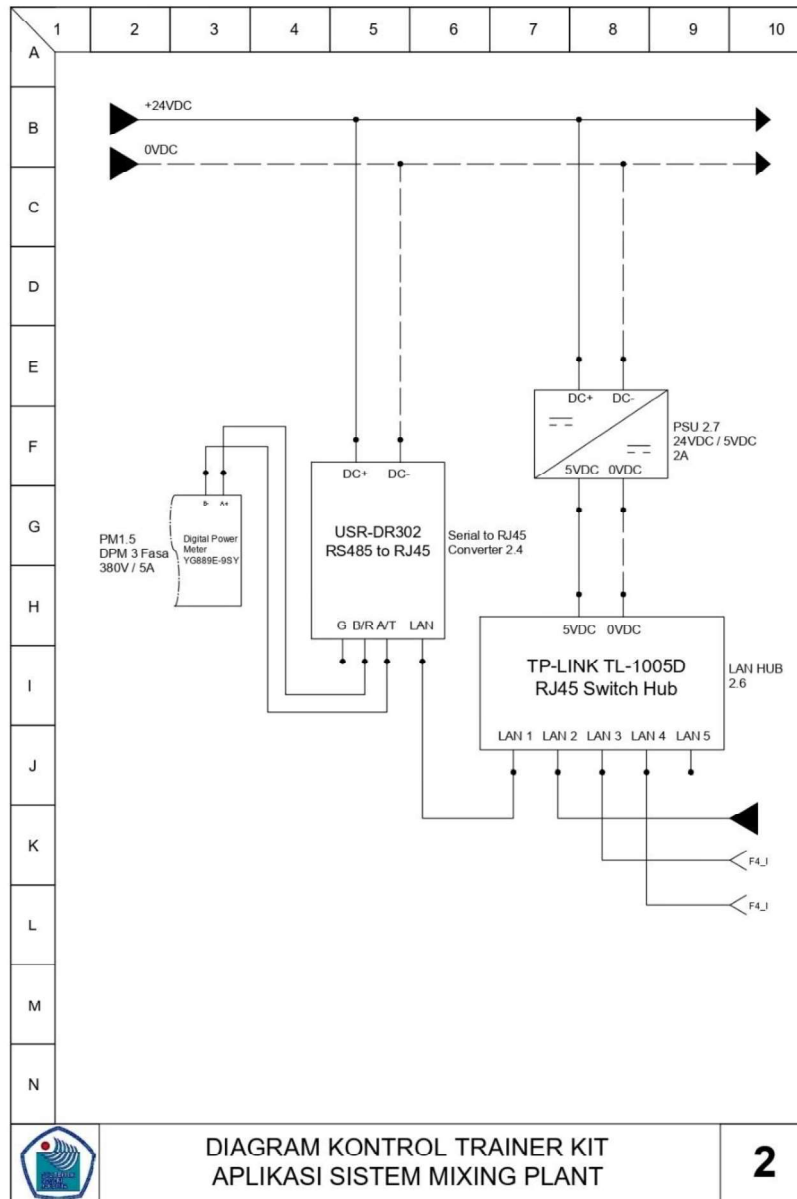 1 2 3 4 5 6 7 8 9 10
A
B
C
D
E
F
G
H
I
J
K
L
M
N
+24VDC
0VDC
DC+ DC-
PSU 2.7
24VDC / 5VDC
2A
5VDC 0VDC
B- A+
Digital Power
Meter
YG889E-9SY
PM1.5
DPM 3 Fasa
380V / 5A
DC+ DC-
USR-DR302
RS485 to RJ45
Serial to RJ45
Converter 2.4
G B/R A/T LAN
5VDC 0VDC
TP-LINK TL-1005D
RJ45 Switch Hub
LAN HUB
2.6
LAN 1 LAN 2 LAN 3 LAN 4 LAN 5
F4_I
F4_I
DIAGRAM KONTROL TRAINER KIT
APLIKASI SISTEM MIXING PLANT
2